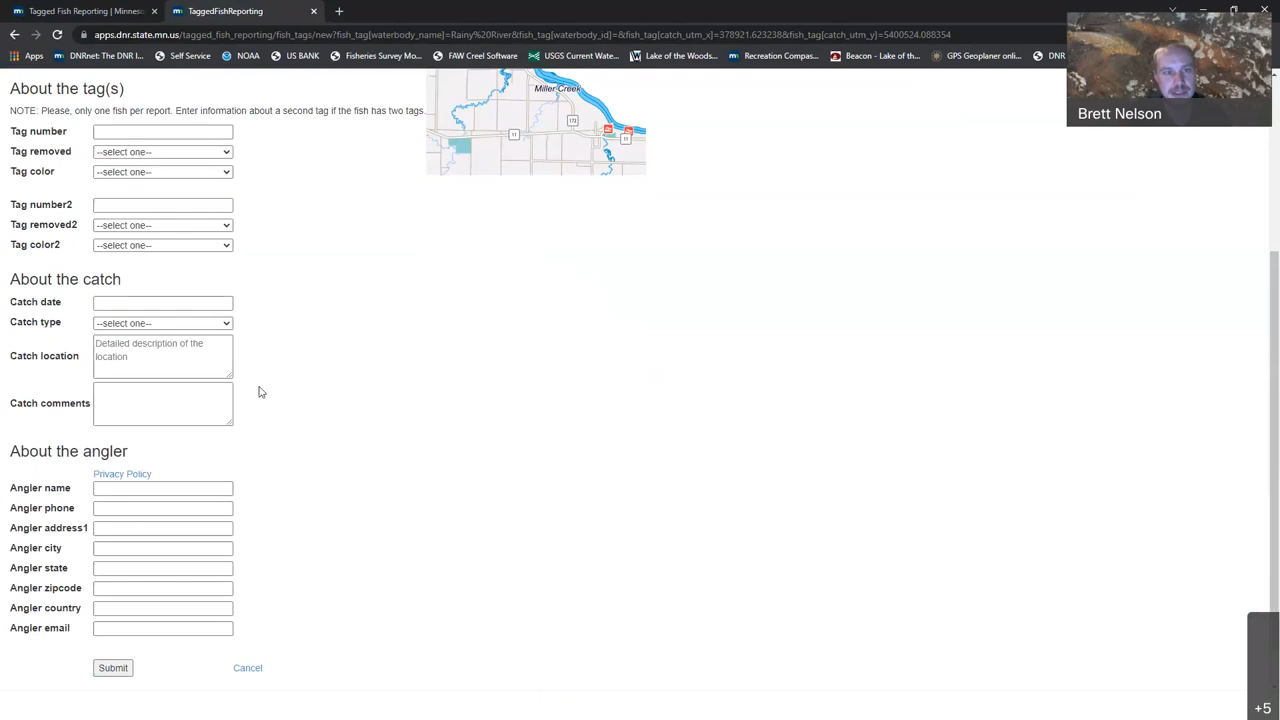 Tagged Fish Reporting | Minneso
TaggedFishReporting
apps.dnr.state.mn.us/tagged_fish_reporting/fish_tags/new?fish_tag[waterbody_name]=Rainy%20River&fish_tag[waterbody_id]=&fish_tag[catch_utm_x]=378921.623238&fish_tag[catch_utm_y]=5400524.088354
Apps
DNRnet: The DNR I...
Self Service
NOAA
Fisheries Survey Mo...
FAW Creel Software
USGS Current Wate...
Lake of the Woods...
Recreation Compass...
Beacon - Lake of th...
GPS Geoplaner onli...
DNR
Brett Nelson
About the tag(s)
NOTE: Please, only one fish per report. Enter information about a second tag if the fish has two tags.
Miller Creek
172
11
11
Tag number
Tag removed --select one--
Tag color --select one--
Tag number2
Tag removed2 --select one--
Tag color2 --select one--
About the catch
Catch date
Catch type --select one--
Catch location Detailed description of the
location
Catch comments
About the angler
Privacy Policy
Angler name
Angler phone
Angler address1
Angler city
Angler state
Angler zipcode
Angler country
Angler email
Submit Cancel
+5